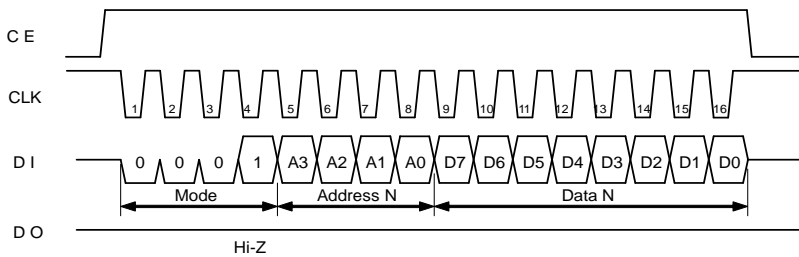 C E
CLK
1 2 3 4 5 6 7 8 9 10 11 12 13 14 15 16
D I
0 0 0 1 A3 A2 A1 A0 D7 D6 D5 D4 D3 D2 D1 D0
Mode Address N Data N
D O
Hi-Z